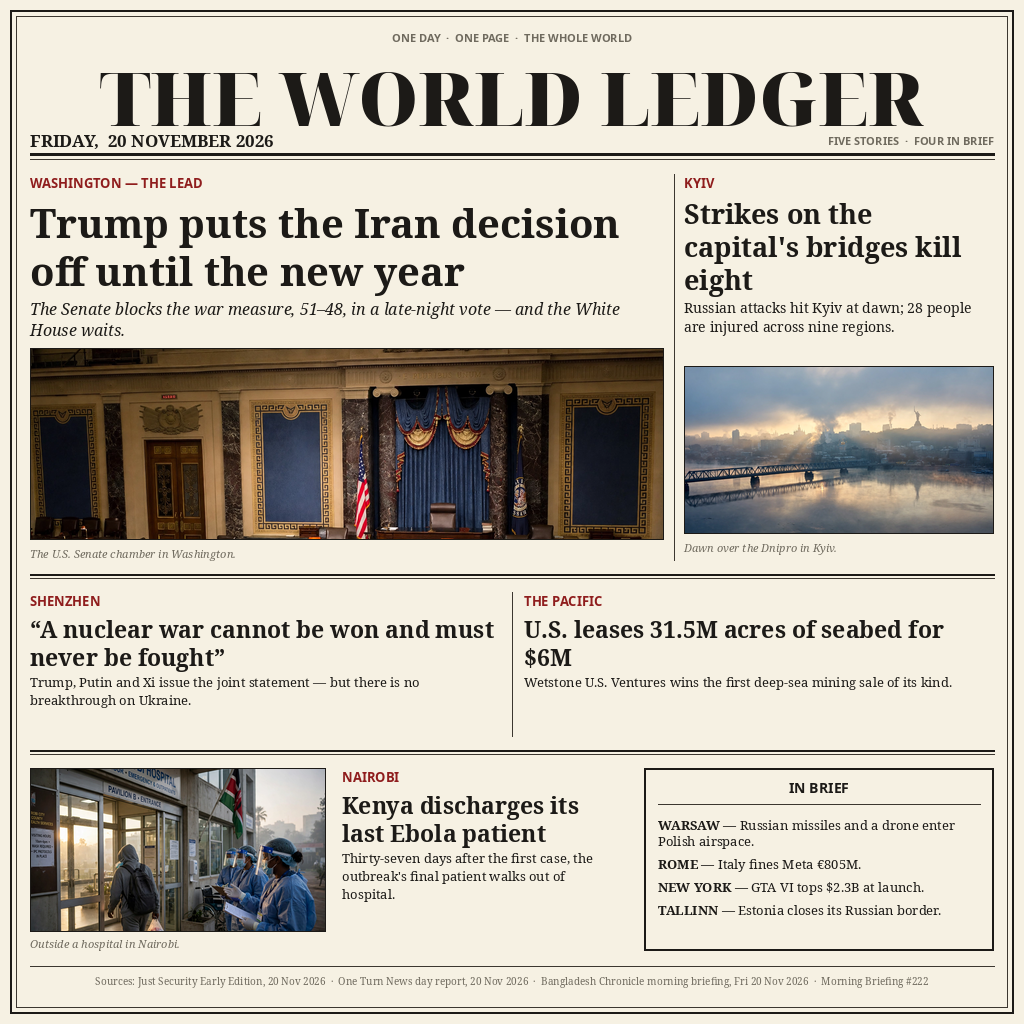 ONE DAY · ONE PAGE · THE WHOLE WORLD
THE WORLD LEDGER
FRIDAY, 20 NOVEMBER 2026
FIVE STORIES · FOUR IN BRIEF
WASHINGTON — THE LEAD
Trump puts the Iran decision
off until the new year
The Senate blocks the war measure, 51–48, in a late-night vote — and the White
House waits.
The U.S. Senate chamber in Washington.
KYIV
Strikes on the
capital's bridges kill
eight
Russian attacks hit Kyiv at dawn; 28 people
are injured across nine regions.
Dawn over the Dnipro in Kyiv.
SHENZHEN
“A nuclear war cannot be won and must
never be fought”
Trump, Putin and Xi issue the joint statement — but there is no
breakthrough on Ukraine.
THE PACIFIC
U.S. leases 31.5M acres of seabed for
$6M
Wetstone U.S. Ventures wins the first deep-sea mining sale of its kind.
HOSPITAL
PAVILION B • ENTRANCE
Outside a hospital in Nairobi.
NAIROBI
Kenya discharges its
last Ebola patient
Thirty-seven days after the first case, the
outbreak's final patient walks out of
hospital.
IN BRIEF
WARSAW — Russian missiles and a drone enter
Polish airspace.
ROME — Italy fines Meta €805M.
NEW YORK — GTA VI tops $2.3B at launch.
TALLINN — Estonia closes its Russian border.
Sources: Just Security Early Edition, 20 Nov 2026 · One Turn News day report, 20 Nov 2026 · Bangladesh Chronicle morning briefing, Fri 20 Nov 2026 · Morning Briefing #222